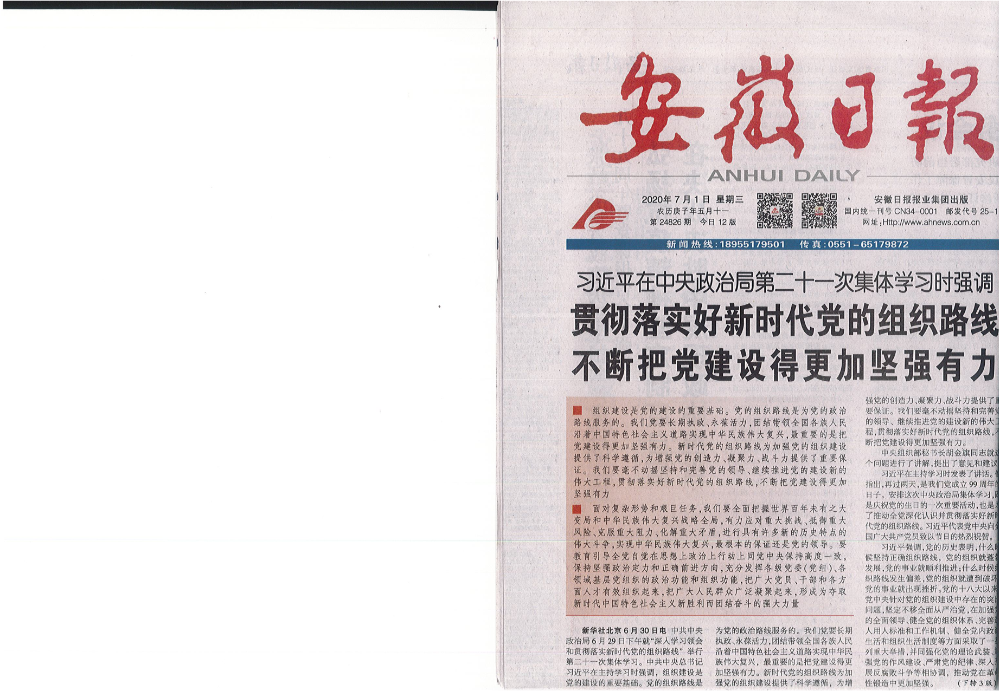 安徽日報
ANHUI DAILY
2020年7月1日 星期三
农历庚子年五月十一
第24826期 今日12版
安徽日报报业集团出版
国内统一刊号CN34-0001 邮发代号25-1
网址:Http://www.ahnews.com.cn
新闻热线:18955179501 传真:0551-65179872
习近平在中央政治局第二十一次集体学习时强调
贯彻落实好新时代党的组织路线
不断把党建设得更加坚强有力
组织建设是党的建设的重要基础。党的组织路线是为党的政治
路线服务的。我们党要长期执政、永葆活力,团结带领全国各族人民
沿着中国特色社会主义道路实现中华民族伟大复兴,最重要的是把
党建设得更加坚强有力。新时代党的组织路线为加强党的组织建设
提供了科学遵循,为增强党的创造力、凝聚力、战斗力提供了重要保
证。我们要毫不动摇坚持和完善党的领导、继续推进党的建设新的
伟大工程,贯彻落实好新时代党的组织路线,不断把党建设得更加
坚强有力
面对复杂形势和艰巨任务,我们要全面把握世界百年未有之大
变局和中华民族伟大复兴战略全局,有力应对重大挑战、抵御重大
风险、克服重大阻力、化解重大矛盾,进行具有许多新的历史特点的
伟大斗争,实现中华民族伟大复兴,最根本的保证还是党的领导。要
教育引导全党自觉在思想上政治上行动上同党中央保持高度一致,
保持坚强政治定力和正确前进方向,充分发挥各级党委(党组)、各
领域基层党组织的政治功能和组织功能,把广大党员、干部和各方
面人才有效组织起来,把广大人民群众广泛凝聚起来,形成为夺取
新时代中国特色社会主义新胜利而团结奋斗的强大力量
新华社北京6月30日电 中共中央
政治局6月29日下午就“深入学习领会
和贯彻落实新时代党的组织路线”举行
第二十一次集体学习。中共中央总书记
习近平在主持学习时强调,组织建设是
党的建设的重要基础。党的组织路线是
为党的政治路线服务的。我们党要长期
执政、永葆活力,团结带领全国各族人民
沿着中国特色社会主义道路实现中华民
族伟大复兴,最重要的是把党建设得更
加坚强有力。新时代党的组织路线为加
强党的组织建设提供了科学遵循,为增
强党的创造力、凝聚力、战斗力提供了重
要保证。我们要毫不动摇坚持和完善党
的领导、继续推进党的建设新的伟大工
程,贯彻落实好新时代党的组织路线,不
断把党建设得更加坚强有力。
中央组织部秘书长胡金旗同志就这
个问题进行了讲解,提出了意见和建议
习近平在主持学习时发表了讲话。他
指出,再过两天,是我们党成立99周年的
日子。安排这次中央政治局集体学习,既
是庆祝党的生日的一次重要活动,也是为
了推动全党深化认识并贯彻落实好新时
代党的组织路线。习近平代表党中央向全
国广大共产党员致以节日的热烈祝贺。
习近平强调,党的历史表明,什么时
候坚持正确组织路线,党的组织就蓬勃
发展,党的事业就顺利推进;什么时候组
织路线发生偏差,党的组织就遭到破坏
党的事业就出现挫折。党的十八大以来
党中央针对党的组织建设中存在的突出
问题,坚定不移全面从严治党,在加强党
的全面领导、健全党的组织体系、完善选
人用人标准和工作机制、健全党内政治
生活和组织生活制度等方面采取了一系
列重大举措,并同强化党的理论武装、加
强党的作风建设、严肃党的纪律、深入开
展反腐败斗争等相协调,推动党在革命
性锻造中更加坚强。 (下转3版)